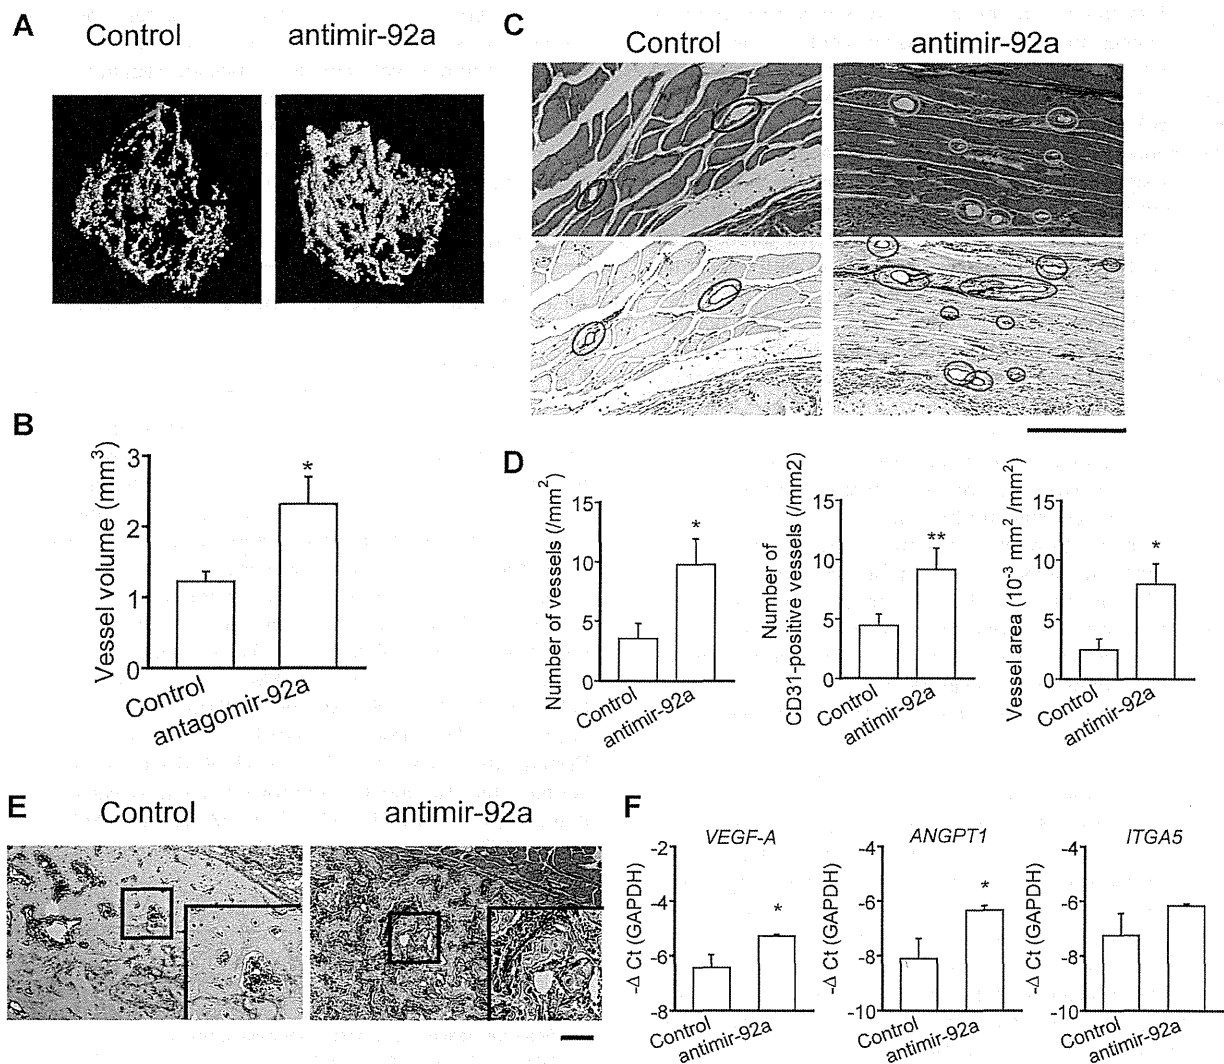 A
Control antimir-92a
B
Vessel volume (mm³)
3
2
1
0
*
Control
antagomir-92a
C
Control antimir-92a
D
Number of vessels (/mm²)
15
10
5
0
*
Control
antimir-92a
Number of
CD31-positive vessels (/mm2)
15
10
5
0
**
Control
antimir-92a
Vessel area (10⁻³ mm² /mm²)
15
10
5
0
*
Control
antimir-92a
E
Control antimir-92a
F
VEGF-A
-Δ Ct (GAPDH)
-2
-4
-6
-8
*
Control
antimir-92a
ANGPT1
-Δ Ct (GAPDH)
-4
-6
-8
-10
*
Control
antimir-92a
ITGA5
-Δ Ct (GAPDH)
-4
-6
-8
-10
Control
antimir-92a